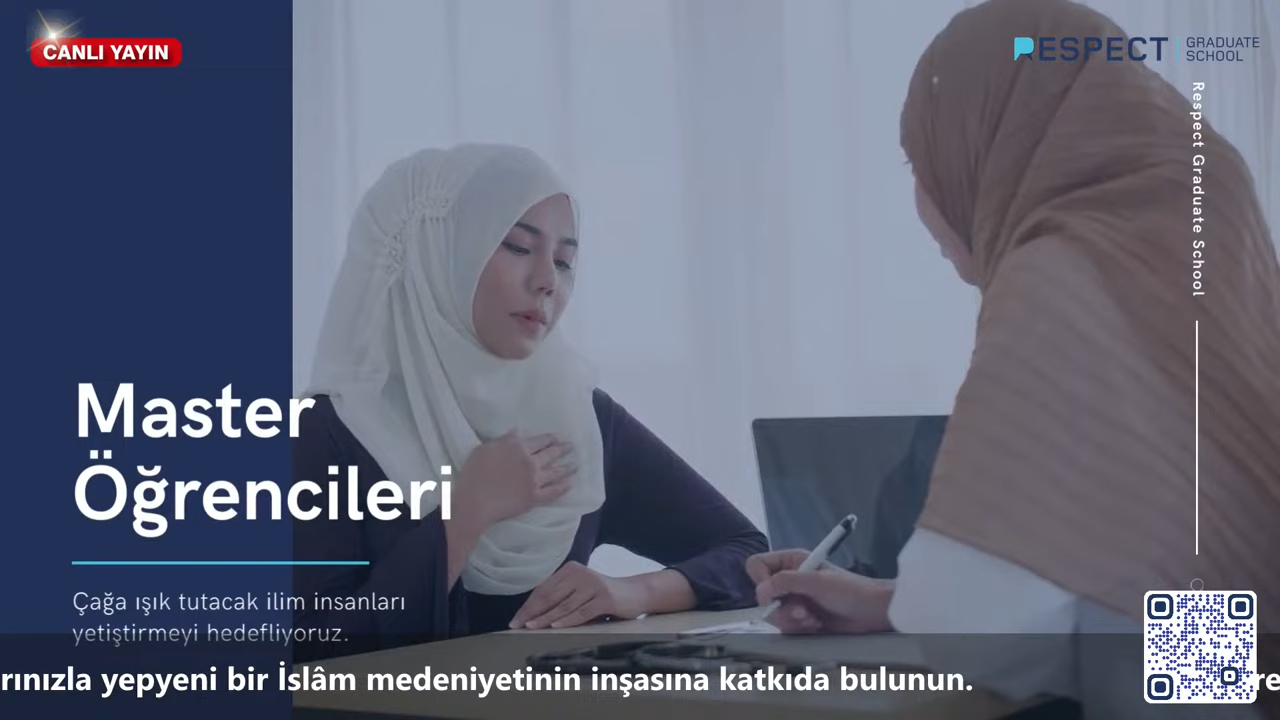 CANLI YAYIN
RESPECT
GRADUATE
SCHOOL
Respect Graduate School
Master
Öğrencileri
Çağa ışık tutacak ilim insanları
yetiştirmeyi hedefliyoruz.
rınızla yepyeni bir İslâm medeniyetinin inşasına katkıda bulunun.